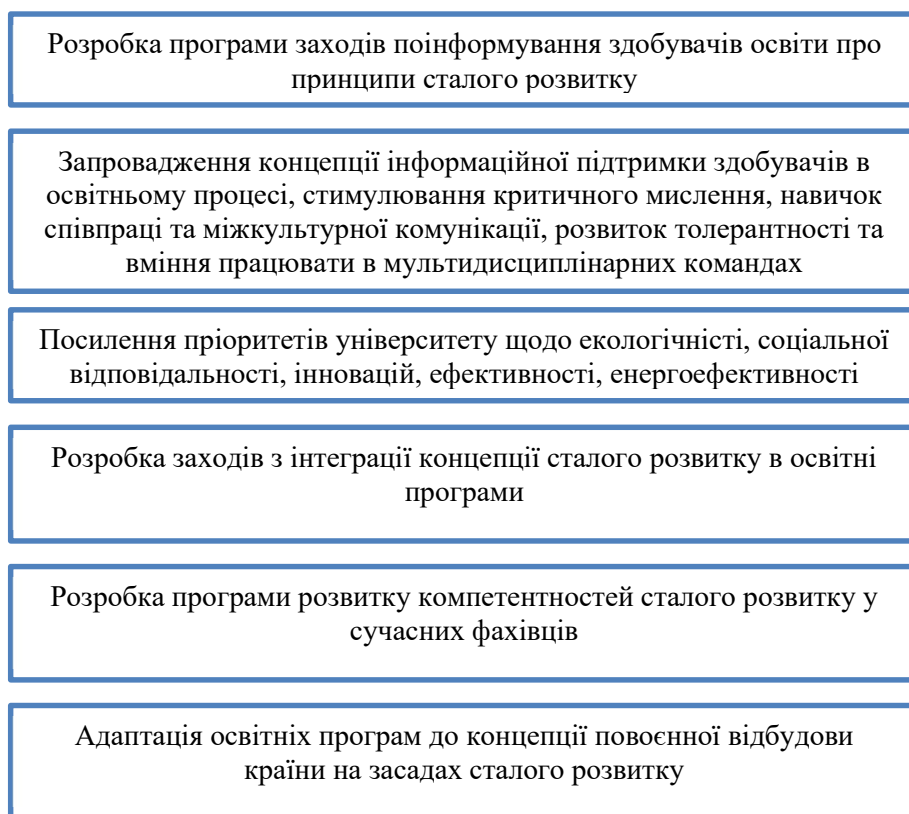 Розробка програми заходів поінформування здобувачів освіти про
принципи сталого розвитку
Запровадження концепції інформаційної підтримки здобувачів в
освітньому процесі, стимулювання критичного мислення, навичок
співпраці та міжкультурної комунікації, розвиток толерантності та
вміння працювати в мультидисциплінарних командах
Посилення пріоритетів університету щодо екологічністі, соціальної
відповідальності, інновацій, ефективності, енергоефективності
Розробка заходів з інтеграції концепції сталого розвитку в освітні
програми
Розробка програми розвитку компетентностей сталого розвитку у
сучасних фахівців
Адаптація освітніх програм до концепції повоєнної відбудови
країни на засадах сталого розвитку